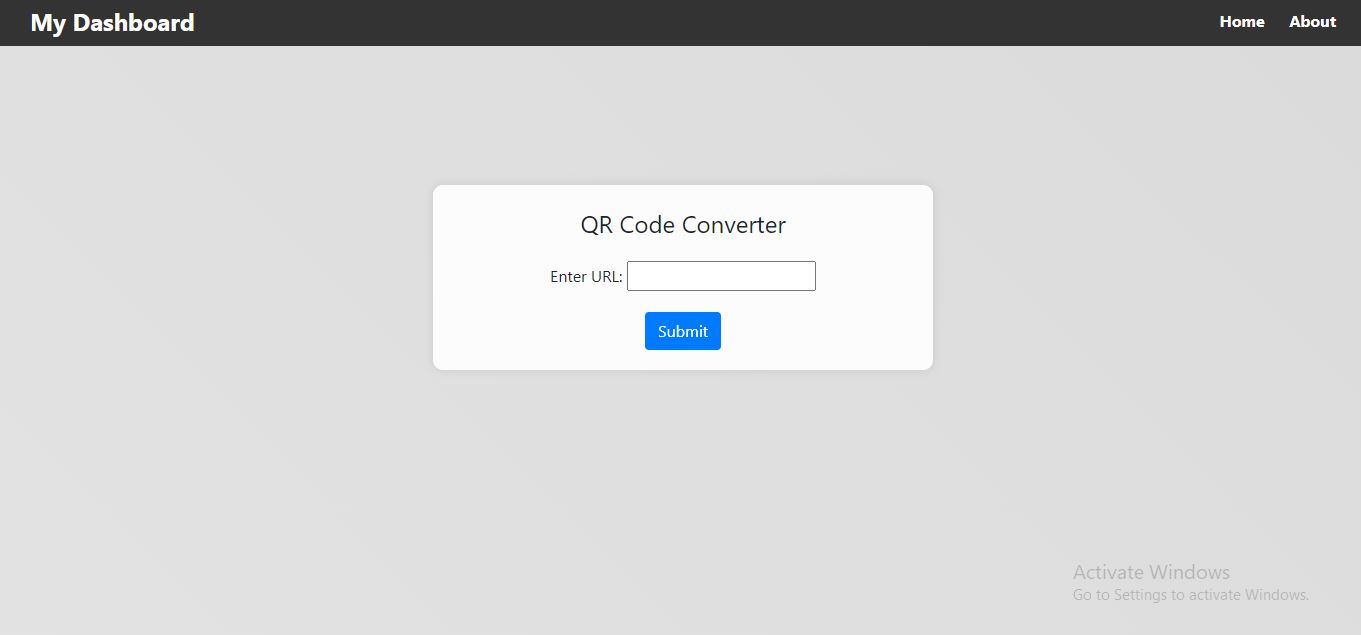 My Dashboard
Home About
QR Code Converter
Enter URL:
Submit
Activate Windows
Go to Settings to activate Windows.